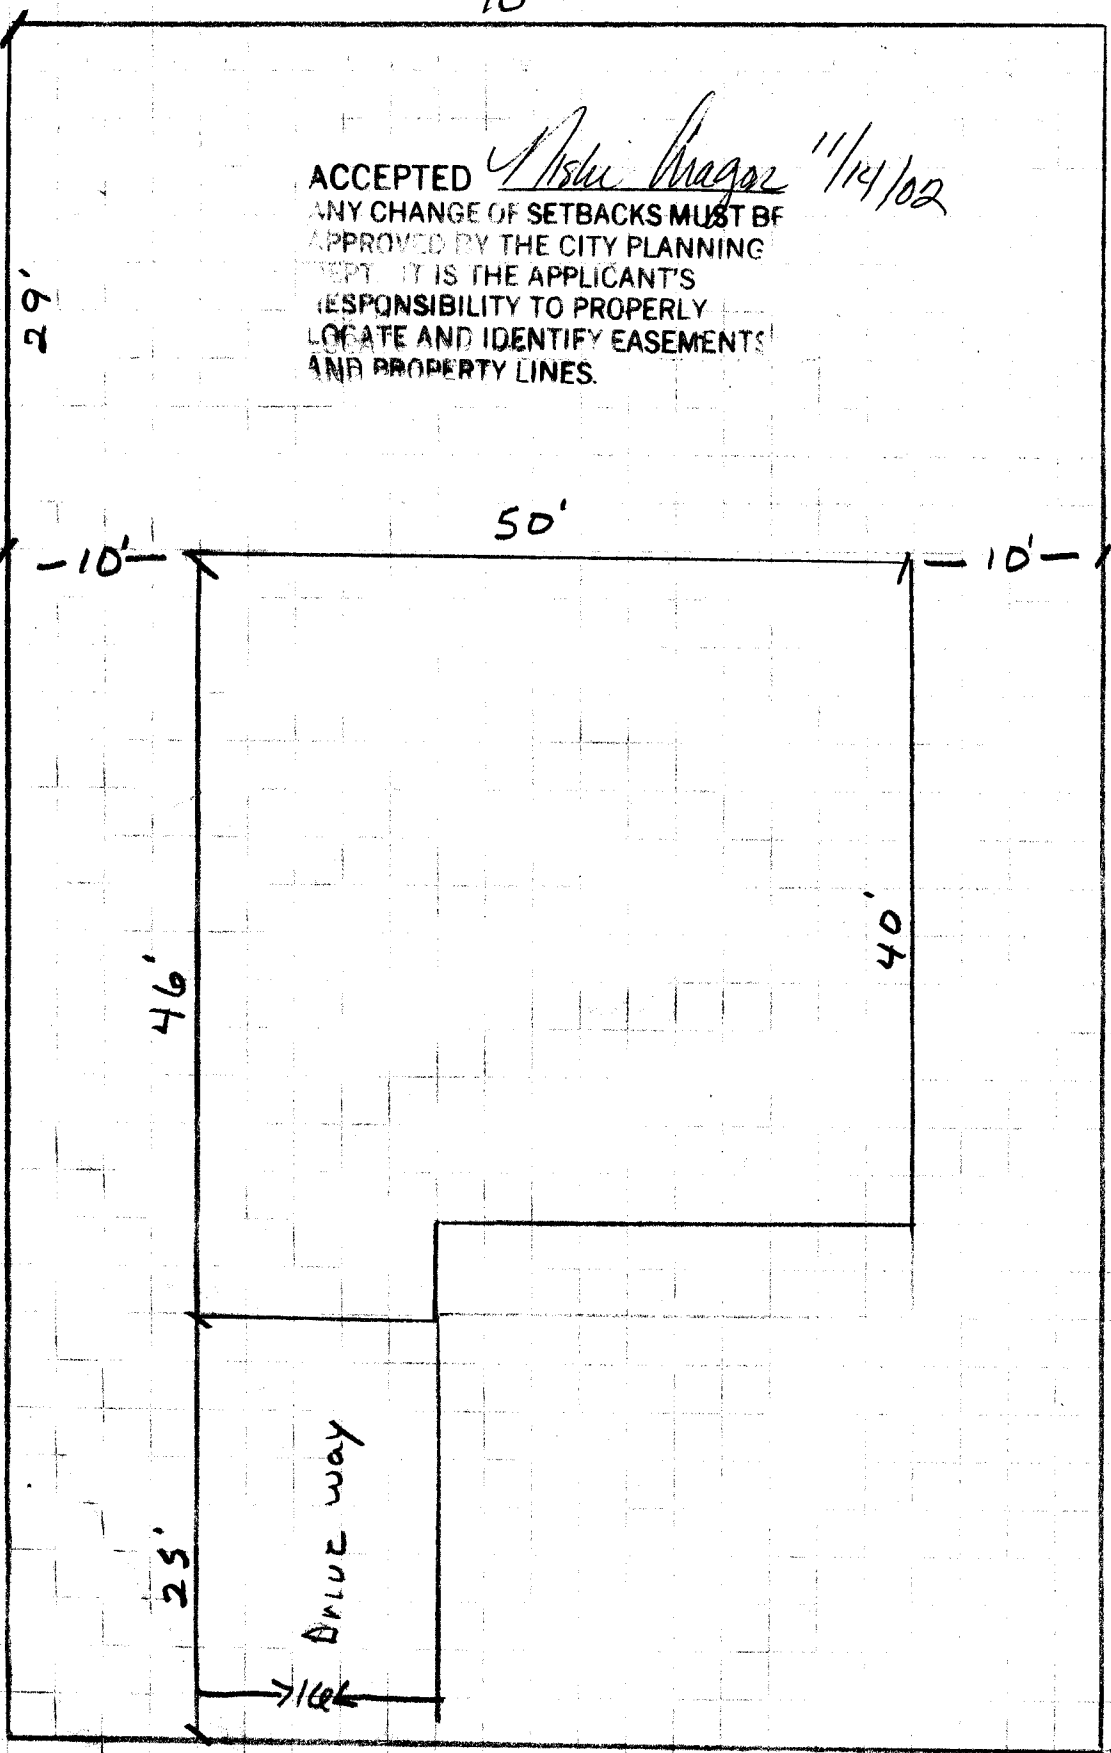 ACCEPTED 11/14/02
ANY CHANGE OF SETBACKS MUST BE
APPROVED BY THE CITY PLANNING
DEPT. IT IS THE APPLICANT'S
RESPONSIBILITY TO PROPERLY
LOCATE AND IDENTIFY EASEMENTS
AND PROPERTY LINES.
29'
50'
-10'-
-10'-
46'
40'
25'
Drive way